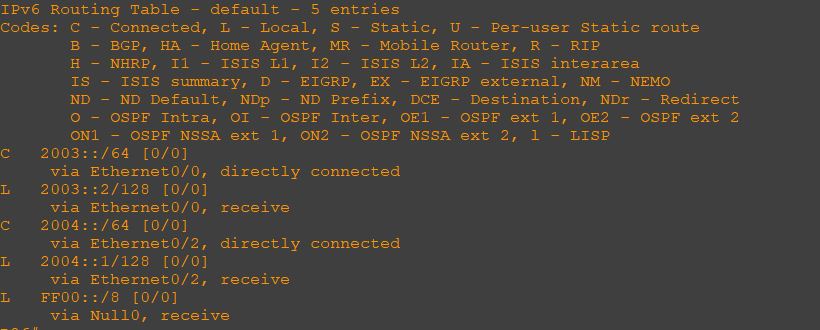 IPv6 Routing Table - default - 5 entries
Codes: C - Connected, L - Local, S - Static, U - Per-user Static route
B - BGP, HA - Home Agent, MR - Mobile Router, R - RIP
H - NHRP, I1 - ISIS L1, I2 - ISIS L2, IA - ISIS interarea
IS - ISIS summary, D - EIGRP, EX - EIGRP external, NM - NEMO
ND - ND Default, NDp - ND Prefix, DCE - Destination, NDr - Redirect
O - OSPF Intra, OI - OSPF Inter, OE1 - OSPF ext 1, OE2 - OSPF ext 2
ON1 - OSPF NSSA ext 1, ON2 - OSPF NSSA ext 2, l - LISP
C 2003::/64 [0/0]
via Ethernet0/0, directly connected
L 2003::2/128 [0/0]
via Ethernet0/0, receive
C 2004::/64 [0/0]
via Ethernet0/2, directly connected
L 2004::1/128 [0/0]
via Ethernet0/2, receive
L FF00::/8 [0/0]
via Null0, receive